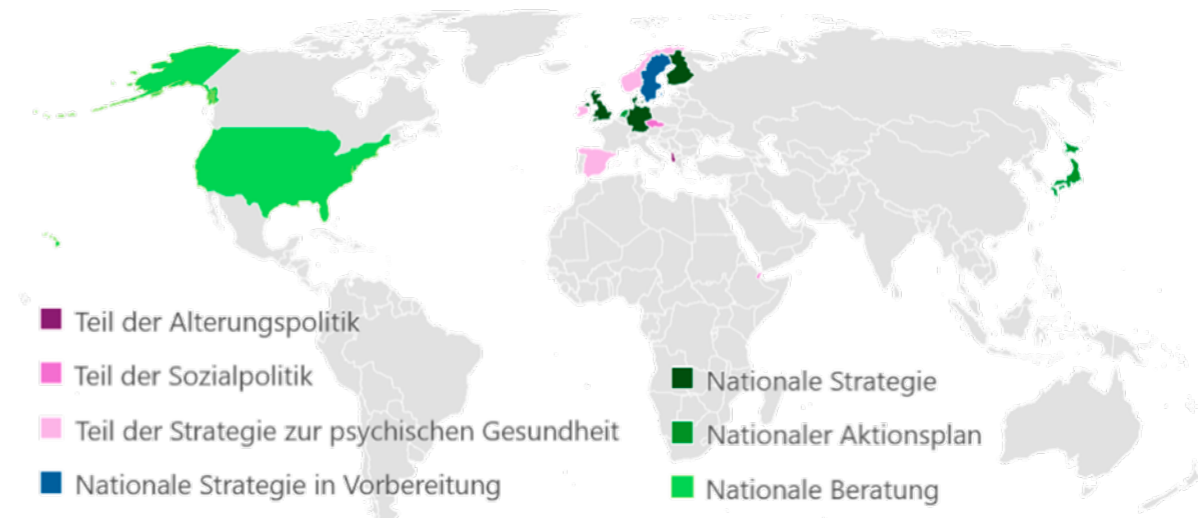 Teil der Alterungspolitik
Teil der Sozialpolitik
Teil der Strategie zur psychischen Gesundheit
Nationale Strategie in Vorbereitung
Nationale Strategie
Nationaler Aktionsplan
Nationale Beratung